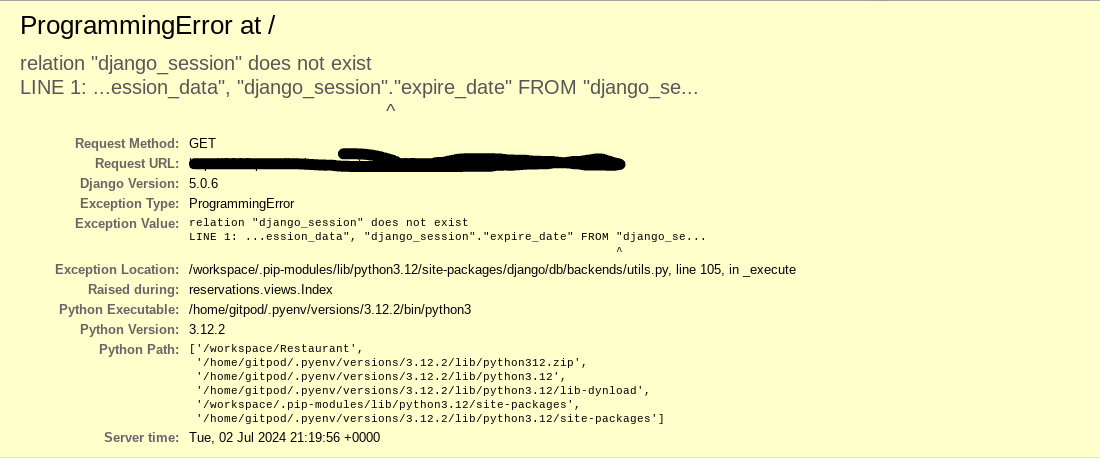 ProgrammingError at /
relation "django_session" does not exist
LINE 1: ...ession_data", "django_session"."expire_date" FROM "django_se...
^
Request Method: GET
Request URL:
Django Version: 5.0.6
Exception Type: ProgrammingError
Exception Value: relation "django_session" does not exist
LINE 1: ...ession_data", "django_session"."expire_date" FROM "django_se...
^
Exception Location: /workspace/.pip-modules/lib/python3.12/site-packages/django/db/backends/utils.py, line 105, in _execute
Raised during: reservations.views.Index
Python Executable: /home/gitpod/.pyenv/versions/3.12.2/bin/python3
Python Version: 3.12.2
Python Path: ['/workspace/Restaurant',
'/home/gitpod/.pyenv/versions/3.12.2/lib/python312.zip',
'/home/gitpod/.pyenv/versions/3.12.2/lib/python3.12',
'/home/gitpod/.pyenv/versions/3.12.2/lib/python3.12/lib-dynload',
'/workspace/.pip-modules/lib/python3.12/site-packages',
'/home/gitpod/.pyenv/versions/3.12.2/lib/python3.12/site-packages']
Server time: Tue, 02 Jul 2024 21:19:56 +0000